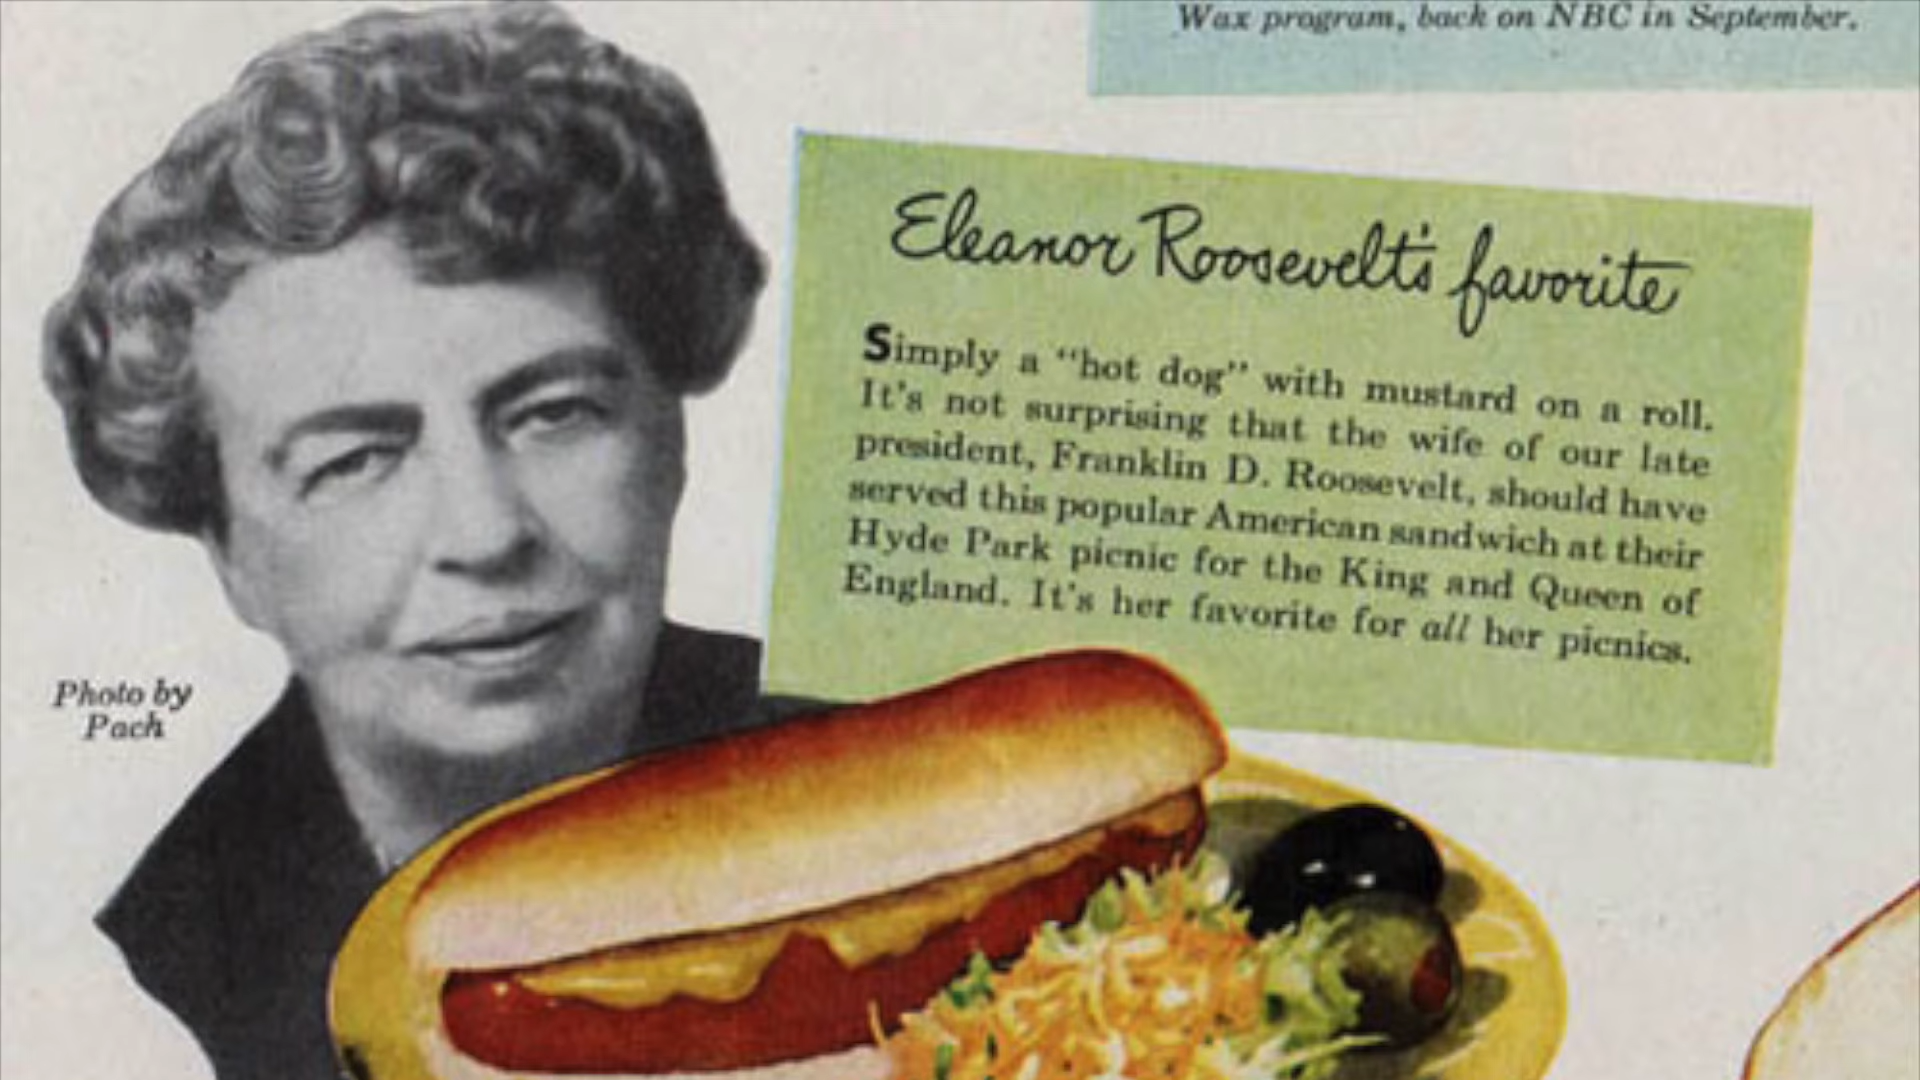 Wax program, back on NBC in September.
Eleanor Roosevelt's favorite
Simply a "hot dog" with mustard on a roll.
It's not surprising that the wife of our late
president, Franklin D. Roosevelt, should have
served this popular American sandwich at their
Hyde Park picnic for the King and Queen of
England. It's her favorite for all her picnics.
Photo by
Pach